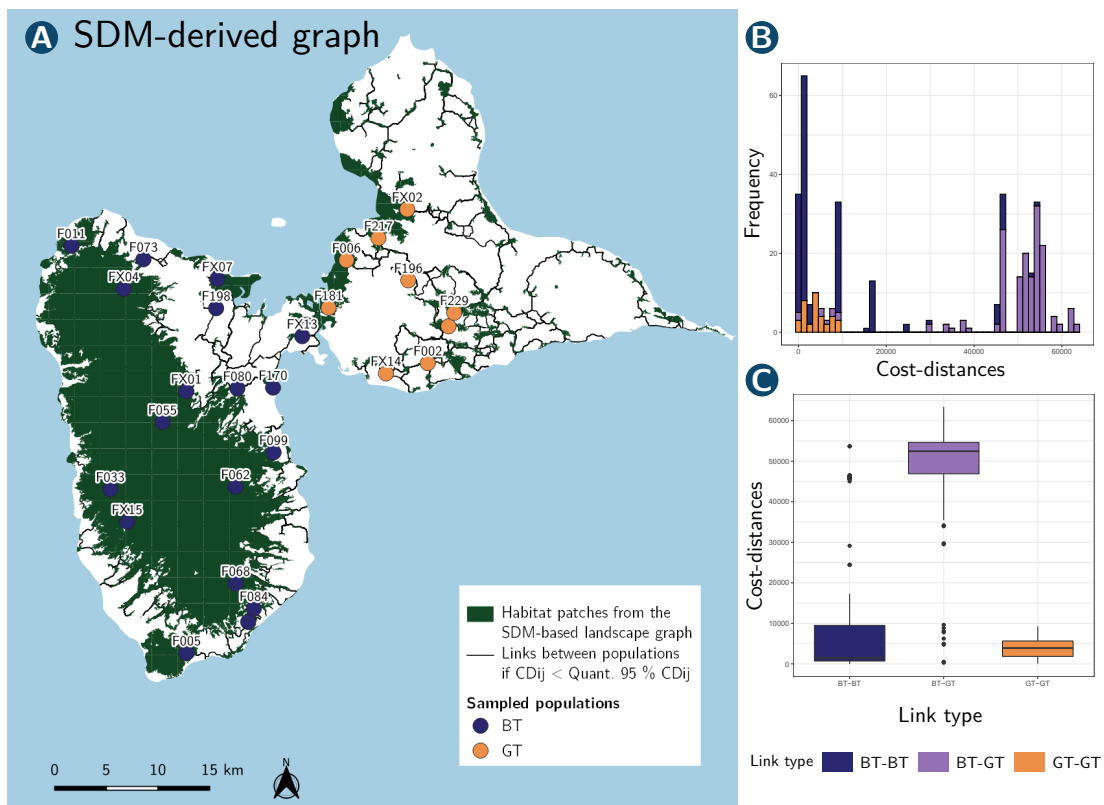 A SDM-derived graph
FX02
F217
F011
F073
F006
FX04
FX07
F196
F198
F181
F229
FX13
F002
FX14
FX01
F080
F170
F055
F099
F033
F062
FX15
F068
F084
F005
Habitat patches from the
SDM-based landscape graph
Links between populations
if CDij < Quant. 95 % CDij
Sampled populations
BT
GT
0 5 10 15 km
N
B
Frequency
60
40
20
0
0 20000 40000 60000
Cost-distances
C
Cost-distances
60000
50000
40000
30000
20000
10000
0
BT-BT BT-GT GT-GT
Link type
Link type BT-BT BT-GT GT-GT